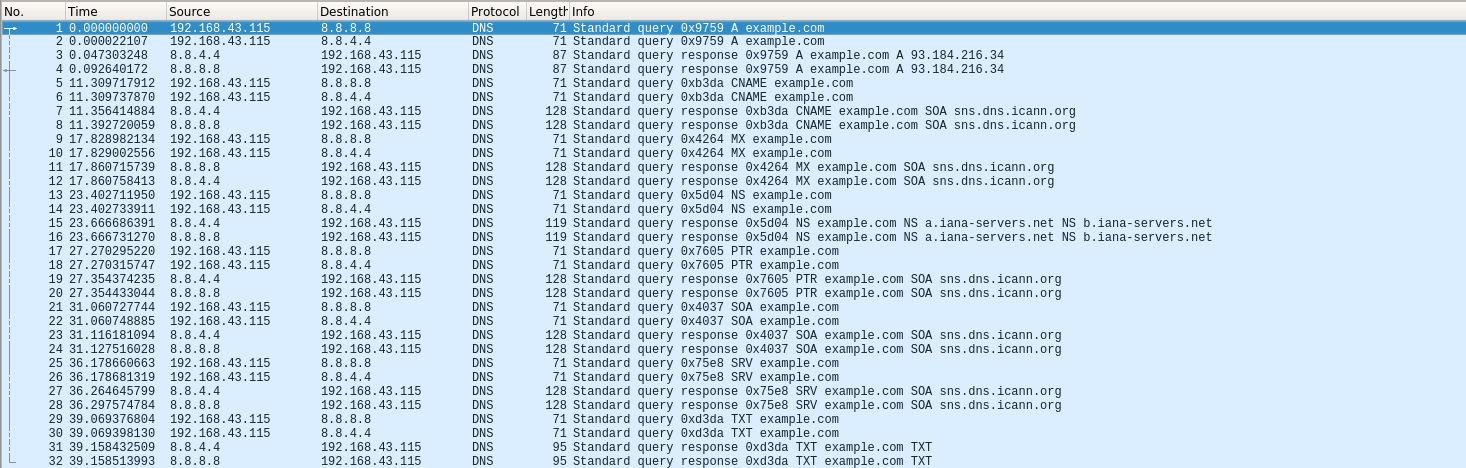 No. Time Source Destination Protocol Length Info
1 0.000000000 192.168.43.115 8.8.8.8 DNS 71 Standard query 0x9759 A example.com
2 0.000022107 192.168.43.115 8.8.4.4 DNS 71 Standard query 0x9759 A example.com
3 0.047303248 8.8.4.4 192.168.43.115 DNS 87 Standard query response 0x9759 A example.com A 93.184.216.34
4 0.092640172 8.8.8.8 192.168.43.115 DNS 87 Standard query response 0x9759 A example.com A 93.184.216.34
5 11.309717912 192.168.43.115 8.8.8.8 DNS 71 Standard query 0xb3da CNAME example.com
6 11.309737870 192.168.43.115 8.8.4.4 DNS 71 Standard query 0xb3da CNAME example.com
7 11.356414884 8.8.4.4 192.168.43.115 DNS 128 Standard query response 0xb3da CNAME example.com SOA sns.dns.icann.org
8 11.392720059 8.8.8.8 192.168.43.115 DNS 128 Standard query response 0xb3da CNAME example.com SOA sns.dns.icann.org
9 17.828982134 192.168.43.115 8.8.8.8 DNS 71 Standard query 0x4264 MX example.com
10 17.829002556 192.168.43.115 8.8.4.4 DNS 71 Standard query 0x4264 MX example.com
11 17.860715739 8.8.8.8 192.168.43.115 DNS 128 Standard query response 0x4264 MX example.com SOA sns.dns.icann.org
12 17.860758413 8.8.4.4 192.168.43.115 DNS 128 Standard query response 0x4264 MX example.com SOA sns.dns.icann.org
13 23.402711950 192.168.43.115 8.8.8.8 DNS 71 Standard query 0x5d04 NS example.com
14 23.402733911 192.168.43.115 8.8.4.4 DNS 71 Standard query 0x5d04 NS example.com
15 23.666686391 8.8.4.4 192.168.43.115 DNS 119 Standard query response 0x5d04 NS example.com NS a.iana-servers.net NS b.iana-servers.net
16 23.666731270 8.8.8.8 192.168.43.115 DNS 119 Standard query response 0x5d04 NS example.com NS a.iana-servers.net NS b.iana-servers.net
17 27.270295220 192.168.43.115 8.8.8.8 DNS 71 Standard query 0x7605 PTR example.com
18 27.270315747 192.168.43.115 8.8.4.4 DNS 71 Standard query 0x7605 PTR example.com
19 27.354374235 8.8.4.4 192.168.43.115 DNS 128 Standard query response 0x7605 PTR example.com SOA sns.dns.icann.org
20 27.354433044 8.8.8.8 192.168.43.115 DNS 128 Standard query response 0x7605 PTR example.com SOA sns.dns.icann.org
21 31.060727744 192.168.43.115 8.8.8.8 DNS 71 Standard query 0x4037 SOA example.com
22 31.060748885 192.168.43.115 8.8.4.4 DNS 71 Standard query 0x4037 SOA example.com
23 31.116181094 8.8.4.4 192.168.43.115 DNS 128 Standard query response 0x4037 SOA example.com SOA sns.dns.icann.org
24 31.127516028 8.8.8.8 192.168.43.115 DNS 128 Standard query response 0x4037 SOA example.com SOA sns.dns.icann.org
25 36.178660663 192.168.43.115 8.8.8.8 DNS 71 Standard query 0x75e8 SRV example.com
26 36.178681319 192.168.43.115 8.8.4.4 DNS 71 Standard query 0x75e8 SRV example.com
27 36.264645799 8.8.4.4 192.168.43.115 DNS 128 Standard query response 0x75e8 SRV example.com SOA sns.dns.icann.org
28 36.297574784 8.8.8.8 192.168.43.115 DNS 128 Standard query response 0x75e8 SRV example.com SOA sns.dns.icann.org
29 39.069376804 192.168.43.115 8.8.8.8 DNS 71 Standard query 0xd3da TXT example.com
30 39.069398130 192.168.43.115 8.8.4.4 DNS 71 Standard query 0xd3da TXT example.com
31 39.158432509 8.8.4.4 192.168.43.115 DNS 95 Standard query response 0xd3da TXT example.com TXT
32 39.158513993 8.8.8.8 192.168.43.115 DNS 95 Standard query response 0xd3da TXT example.com TXT